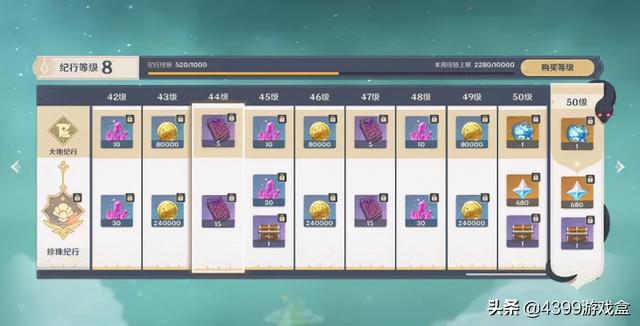 纪行等级 8
纪行经验 520/1000
本周经验上限 2280/10000
购买等级
42级 43级 44级 45级 46级 47级 48级 49级 50级 50级
大地纪行
10 80000 5 10 80000 5 10 80000 1 1
珍珠纪行
30 240000 15 30 240000 15 30 240000 680 680
1 1 1
头条 @4399游戏盒